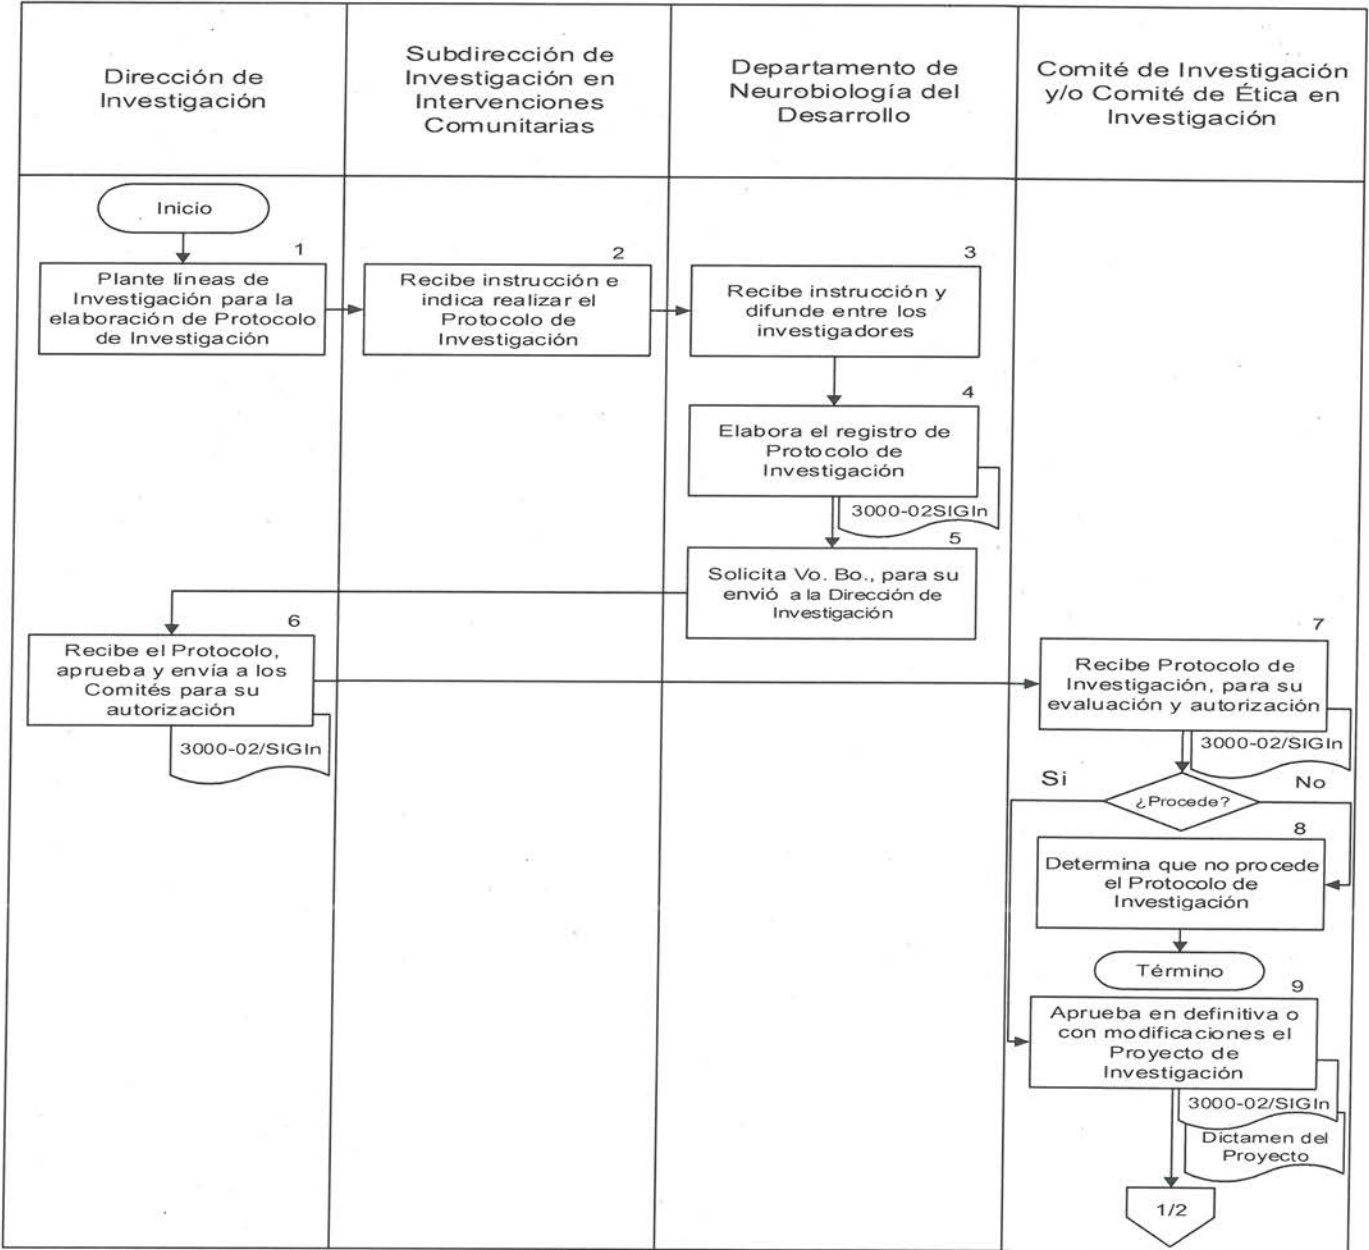 Dirección de
Investigación
Subdirección de
Investigación en
Intervenciones
Comunitarias
Departamento de
Neurobiología del
Desarrollo
Comité de Investigación
y/o Comité de Ética en
Investigación
Inicio
1
Plante líneas de
Investigación para la
elaboración de Protocolo
de Investigación
2
Recibe instrucción e
indica realizar el
Protocolo de
Investigación
3
Recibe instrucción y
difunde entre los
investigadores
4
Elabora el registro de
Protocolo de
Investigación
3000-02SIGIn
5
Solicita Vo. Bo., para su
envió a la Dirección de
Investigación
6
Recibe el Protocolo,
aprueba y envía a los
Comités para su
autorización
3000-02/SIGIn
7
Recibe Protocolo de
Investigación, para su
evaluación y autorización
3000-02/SIGIn
Si
¿Procede?
No
8
Determina que no procede
el Protocolo de
Investigación
Término
9
Aprueba en definitiva o
con modificaciones el
Proyecto de
Investigación
3000-02/SIGIn
Dictamen del
Proyecto
1/2